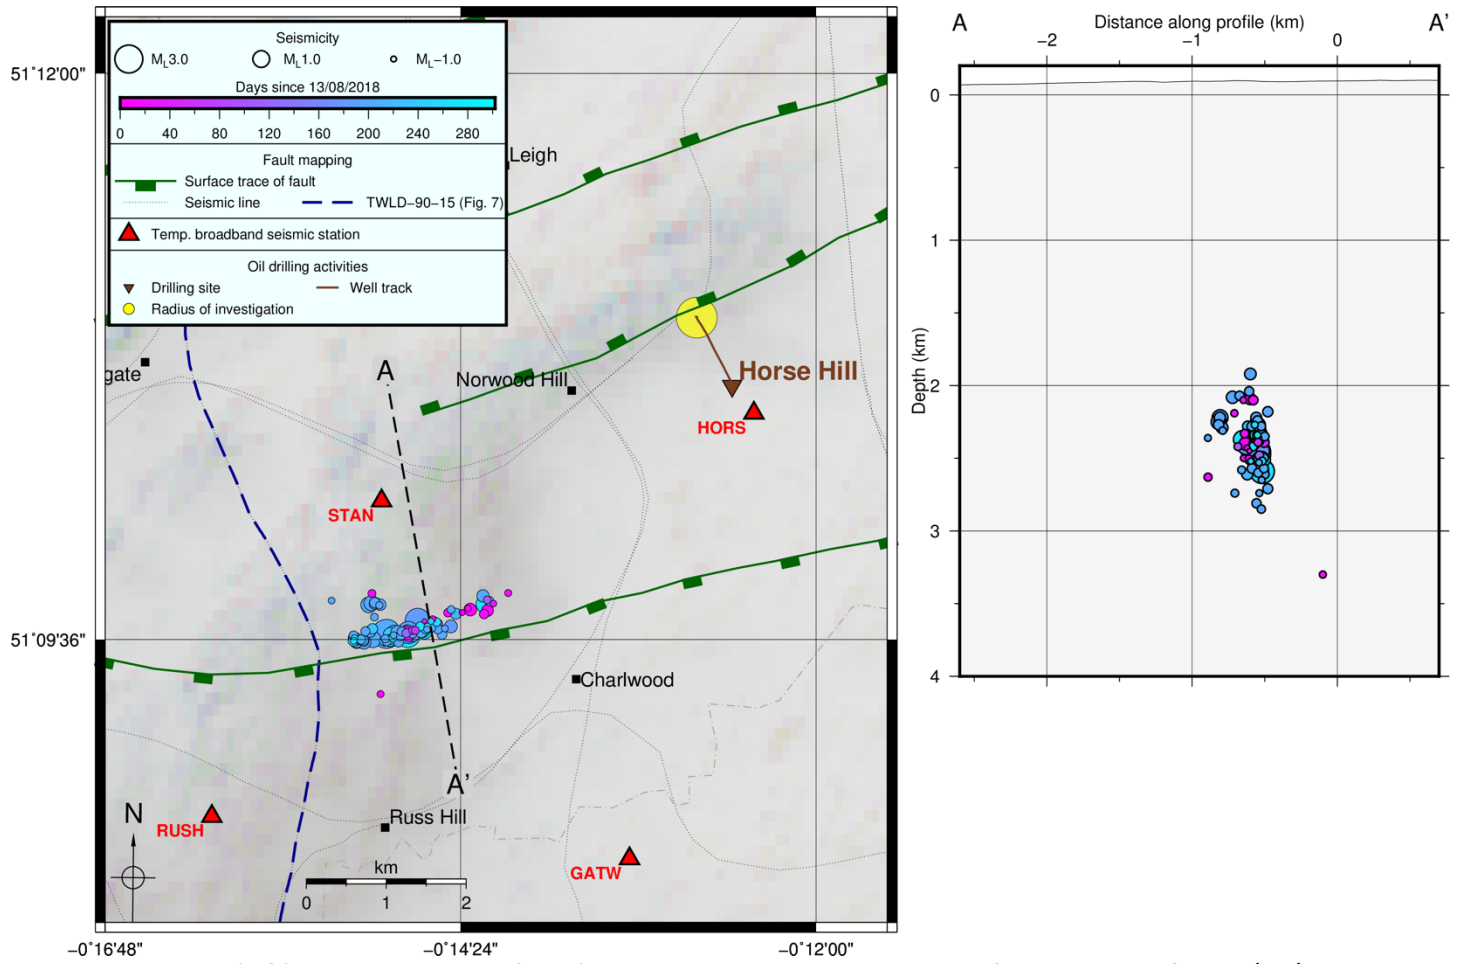 Seismicity
ML3.0 ML1.0 ML−1.0
Days since 13/08/2018
0 40 80 120 160 200 240 280
Fault mapping
Surface trace of fault
Seismic line TWLD−90−15 (Fig. 7)
Temp. broadband seismic station
Oil drilling activities
Drilling site Well track
Radius of investigation
51˚12'00"
51˚09'36"
Leigh
gate
A
Norwood Hill
Horse Hill
HORS
STAN
Charlwood
A'
Russ Hill
RUSH
GATW
N
km
0 1 2
−0˚16'48" −0˚14'24" −0˚12'00"
A Distance along profile (km) A'
−2 −1 0
Depth (km)
0
1
2
3
4